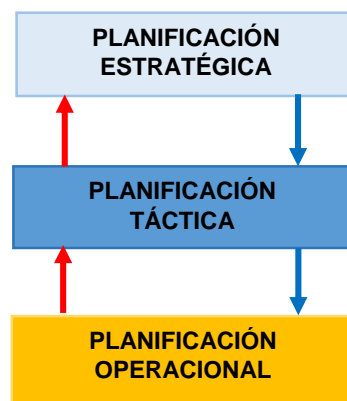 PLANIFICACIÓN
ESTRATÉGICA
PLANIFICACIÓN
TÁCTICA
PLANIFICACIÓN
OPERACIONAL